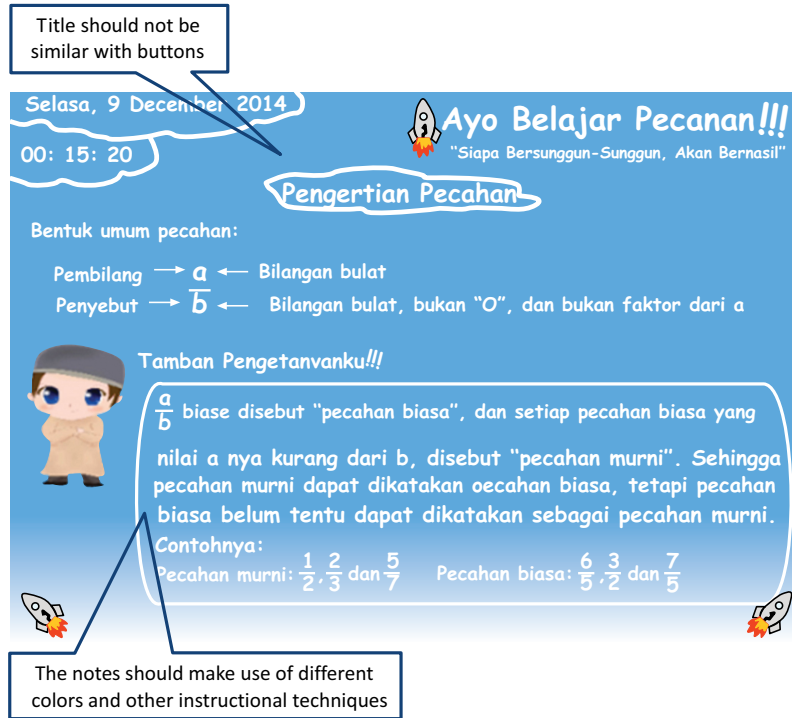 Title should not be
similar with buttons
Selasa, 9 December 2014
00: 15: 20
Ayo Belajar Pecanan!!!
"Siapa Bersunggun-Sunggun, Akan Bernasil"
Pengertian Pecahan
Bentuk umum pecahan:
Pembilang → a ← Bilangan bulat
Penyebut → b ← Bilangan bulat, bukan “O”, dan bukan faktor dari a
Tamban Pengetanvanku!!!
a/b biase disebut “pecahan biasa”, dan setiap pecahan biasa yang
nilai a nya kurang dari b, disebut “pecahan murni”. Sehingga
pecahan murni dapat dikatakan oecahan biasa, tetapi pecahan
biasa belum tentu dapat dikatakan sebagai pecahan murni.
Contohnya:
Pecahan murni: 1/2, 2/3 dan 5/7 Pecahan biasa: 6/5, 3/2 dan 7/5
The notes should make use of different
colors and other instructional techniques